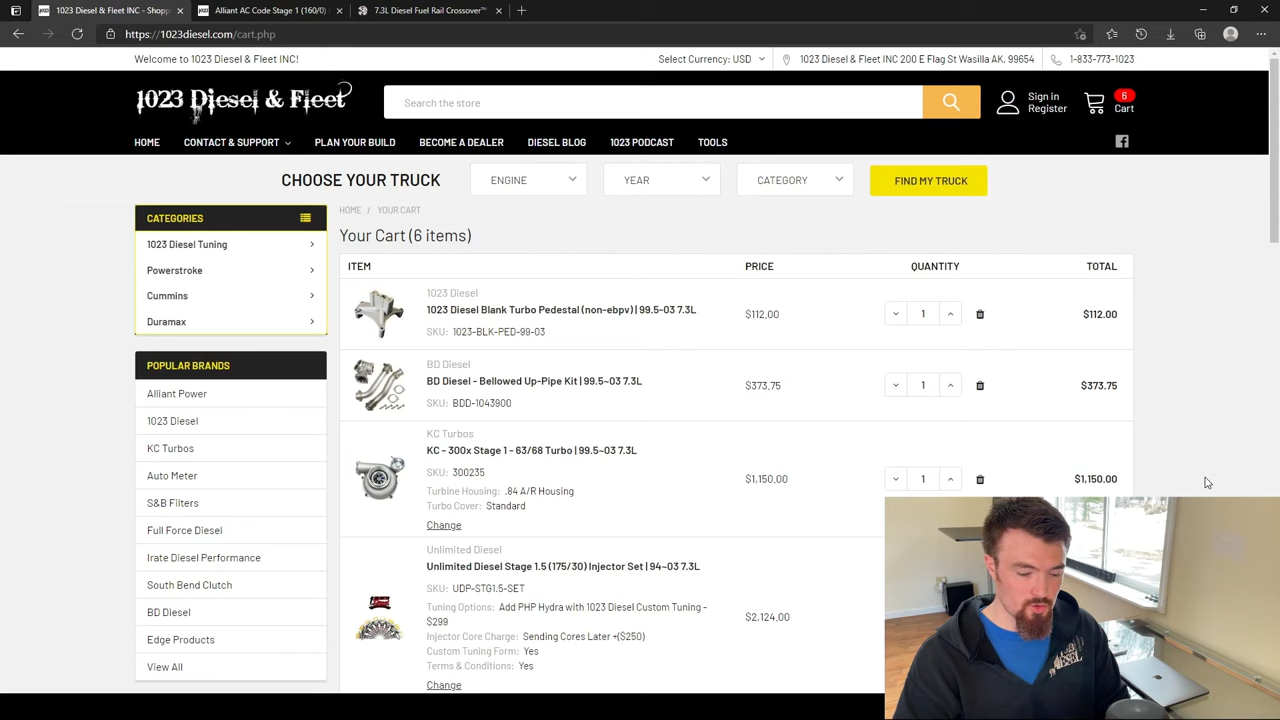 1023 Diesel & Fleet INC - Shopp
Alliant AC Code Stage 1 (160/0)
7.3L Diesel Fuel Rail Crossover™
https://1023diesel.com/cart.php
Welcome to 1023 Diesel & Fleet INC!
Select Currency: USD
1023 Diesel & Fleet INC 200 E Flag St Wasilla AK, 99654
1-833-773-1023
1023 Diesel & Fleet
Search the store
Sign in
Register
6
Cart
HOME
CONTACT & SUPPORT
PLAN YOUR BUILD
BECOME A DEALER
DIESEL BLOG
1023 PODCAST
TOOLS
CHOOSE YOUR TRUCK
ENGINE
YEAR
CATEGORY
FIND MY TRUCK
CATEGORIES
1023 Diesel Tuning
Powerstroke
Cummins
Duramax
POPULAR BRANDS
Alliant Power
1023 Diesel
KC Turbos
Auto Meter
S&B Filters
Full Force Diesel
Irate Diesel Performance
South Bend Clutch
BD Diesel
Edge Products
View All
HOME / YOUR CART
Your Cart (6 items)
ITEM
PRICE
QUANTITY
TOTAL
1023 Diesel
1023 Diesel Blank Turbo Pedestal (non-ebpv) | 99.5-03 7.3L
SKU: 1023-BLK-PED-99-03
$112.00
1
$112.00
BD Diesel
BD Diesel - Bellowed Up-Pipe Kit | 99.5~03 7.3L
SKU: BDD-1043900
$373.75
1
$373.75
KC Turbos
KC - 300x Stage 1 - 63/68 Turbo | 99.5~03 7.3L
SKU: 300235
Turbine Housing: .84 A/R Housing
Turbo Cover: Standard
Change
$1,150.00
1
$1,150.00
Unlimited Diesel
Unlimited Diesel Stage 1.5 (175/30) Injector Set | 94~03 7.3L
SKU: UDP-STG1.5-SET
Tuning Options: Add PHP Hydra with 1023 Diesel Custom Tuning -
$299
Injector Core Charge: Sending Cores Later +($250)
Custom Tuning Form: Yes
Terms & Conditions: Yes
Change
$2,124.00